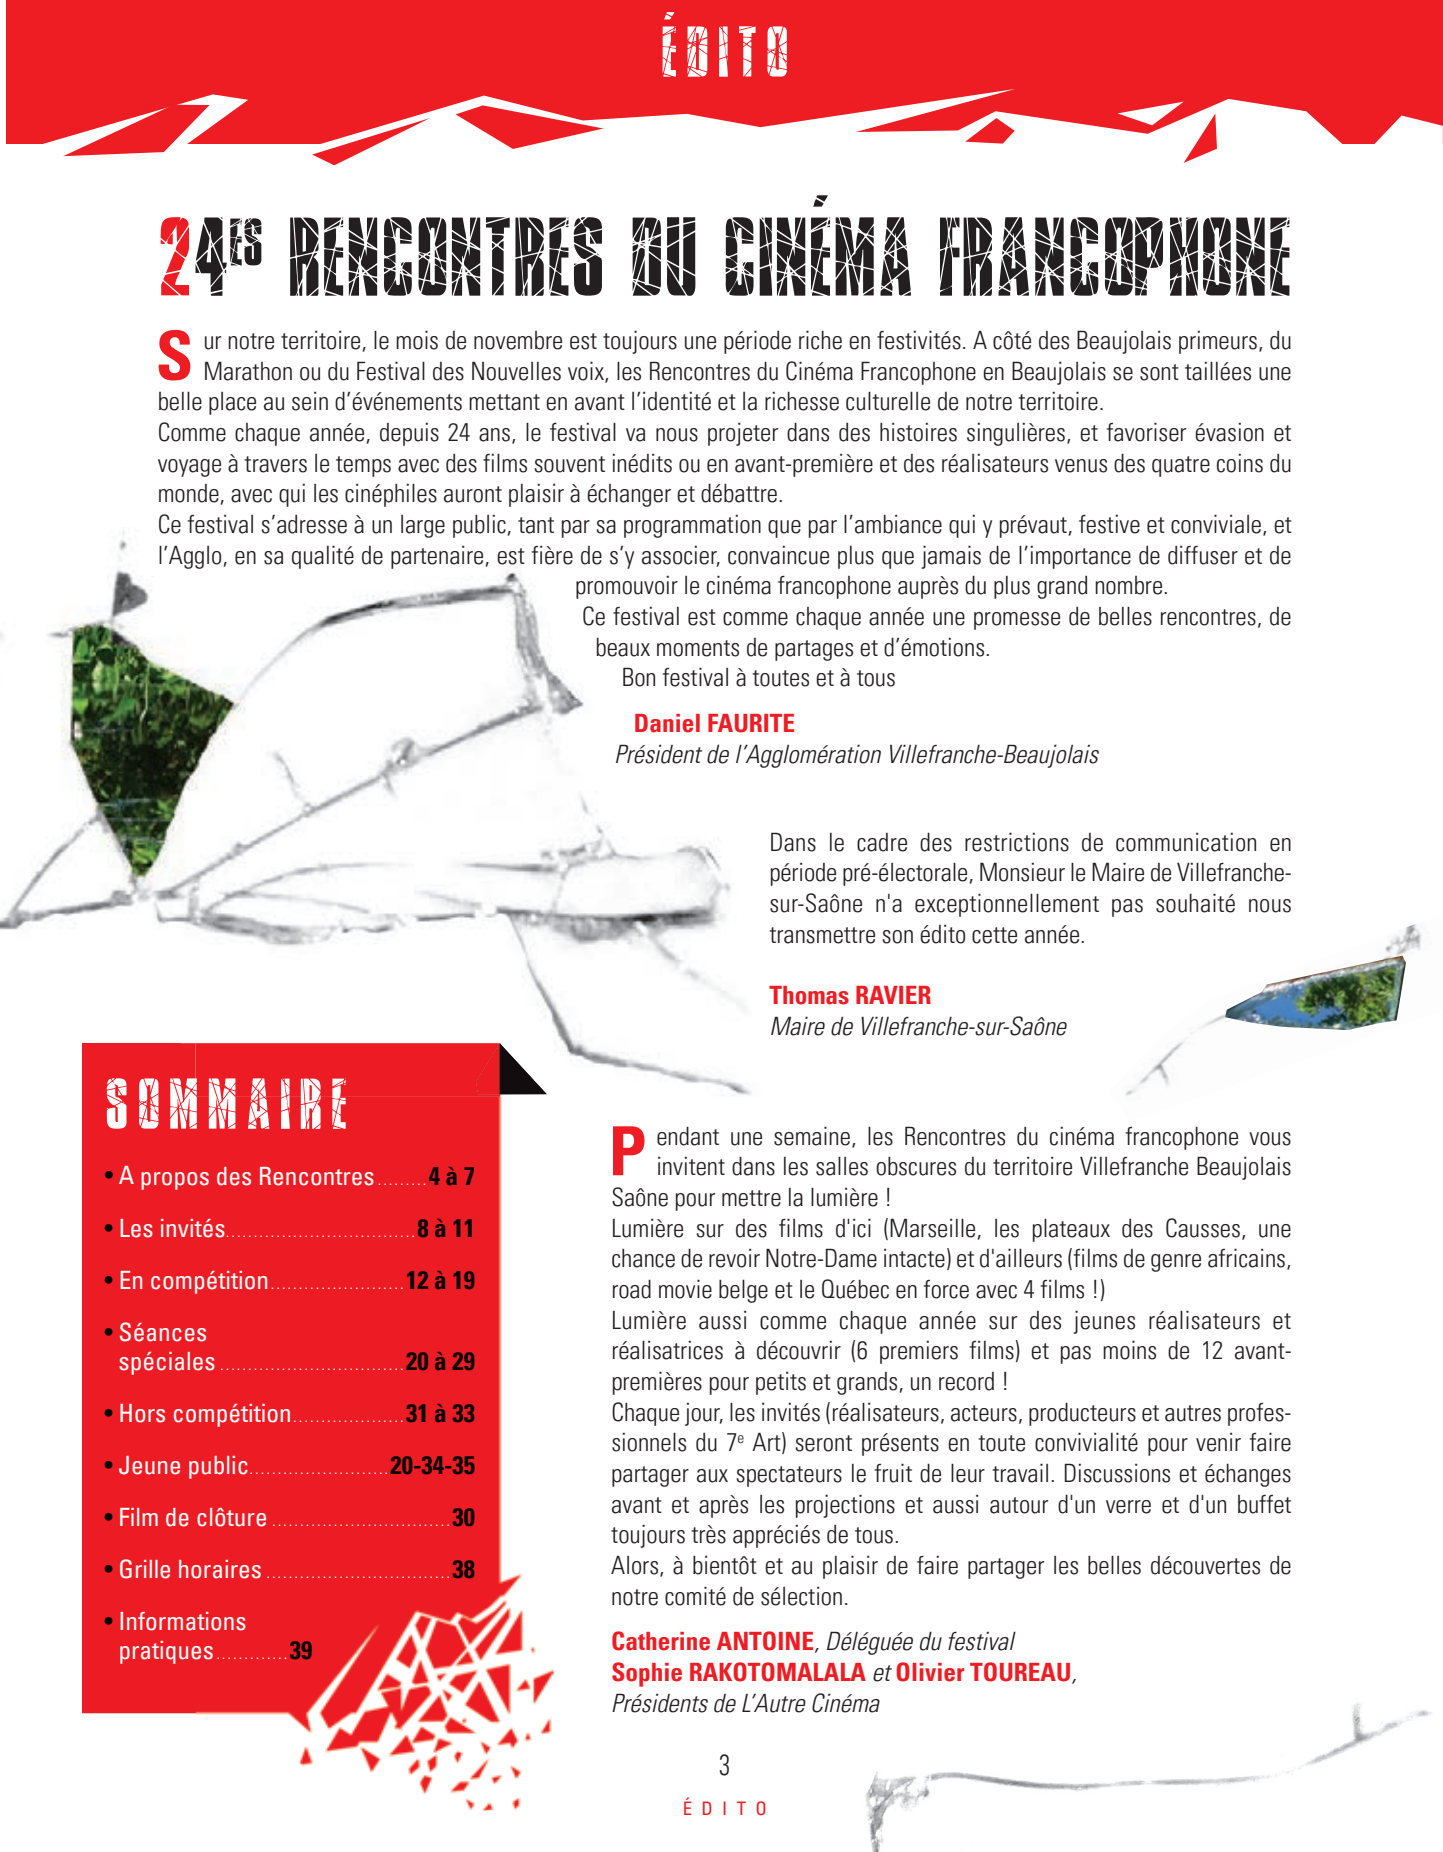 ÉDITO
24ES RENCONTRES DU CINÉMA FRANCOPHONE
Sur notre territoire, le mois de novembre est toujours une période riche en festivités. A côté des Beaujolais primeurs, du
Marathon ou du Festival des Nouvelles voix, les Rencontres du Cinéma Francophone en Beaujolais se sont taillées une
belle place au sein d’événements mettant en avant l’identité et la richesse culturelle de notre territoire.
Comme chaque année, depuis 24 ans, le festival va nous projeter dans des histoires singulières, et favoriser évasion et
voyage à travers le temps avec des films souvent inédits ou en avant-première et des réalisateurs venus des quatre coins du
monde, avec qui les cinéphiles auront plaisir à échanger et débattre.
Ce festival s’adresse à un large public, tant par sa programmation que par l’ambiance qui y prévaut, festive et conviviale, et
l’Agglo, en sa qualité de partenaire, est fière de s’y associer, convaincue plus que jamais de l’importance de diffuser et de
promouvoir le cinéma francophone auprès du plus grand nombre.
Ce festival est comme chaque année une promesse de belles rencontres, de
beaux moments de partages et d’émotions.
Bon festival à toutes et à tous
Daniel FAURITE
Président de l’Agglomération Villefranche-Beaujolais
Dans le cadre des restrictions de communication en
période pré-électorale, Monsieur le Maire de Villefranche-
sur-Saône n'a exceptionnellement pas souhaité nous
transmettre son édito cette année.
Thomas RAVIER
Maire de Villefranche-sur-Saône
SOMMAIRE
• A propos des Rencontres.........4 à 7
• Les invités..................................8 à 11
• En compétition........................12 à 19
• Séances
spéciales .................................20 à 29
• Hors compétition....................31 à 33
• Jeune public.........................20-34-35
• Film de clôture ................................30
• Grille horaires .................................38
• Informations
pratiques.............39
Pendant une semaine, les Rencontres du cinéma francophone vous
invitent dans les salles obscures du territoire Villefranche Beaujolais
Saône pour mettre la lumière !
Lumière sur des films d'ici (Marseille, les plateaux des Causses, une
chance de revoir Notre-Dame intacte) et d'ailleurs (films de genre africains,
road movie belge et le Québec en force avec 4 films !)
Lumière aussi comme chaque année sur des jeunes réalisateurs et
réalisatrices à découvrir (6 premiers films) et pas moins de 12 avant-
premières pour petits et grands, un record !
Chaque jour, les invités (réalisateurs, acteurs, producteurs et autres profes-
sionnels du 7e Art) seront présents en toute convivialité pour venir faire
partager aux spectateurs le fruit de leur travail. Discussions et échanges
avant et après les projections et aussi autour d'un verre et d'un buffet
toujours très appréciés de tous.
Alors, à bientôt et au plaisir de faire partager les belles découvertes de
notre comité de sélection.
Catherine ANTOINE, Déléguée du festival
Sophie RAKOTOMALALA et Olivier TOUREAU,
Présidents de L’Autre Cinéma
3
ÉDITO